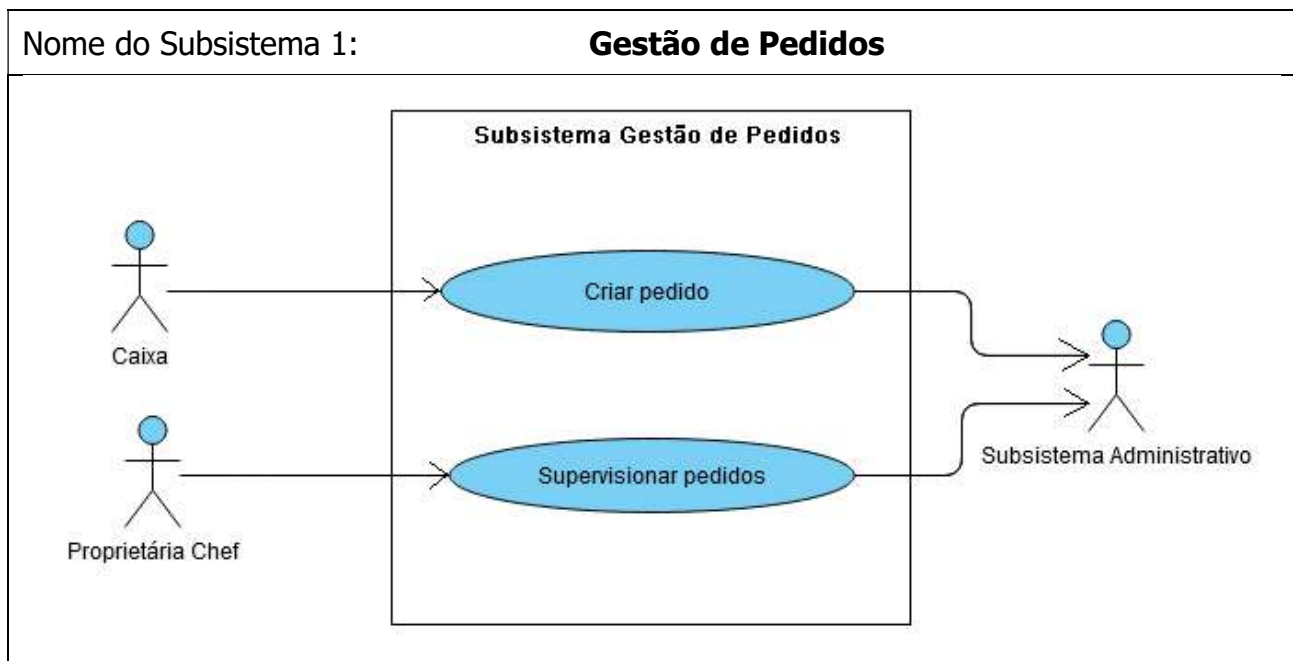 Nome do Subsistema 1: Gestão de Pedidos
Subsistema Gestão de Pedidos
Criar pedido
Caixa
Subsistema Administrativo
Supervisionar pedidos
Proprietária Chef